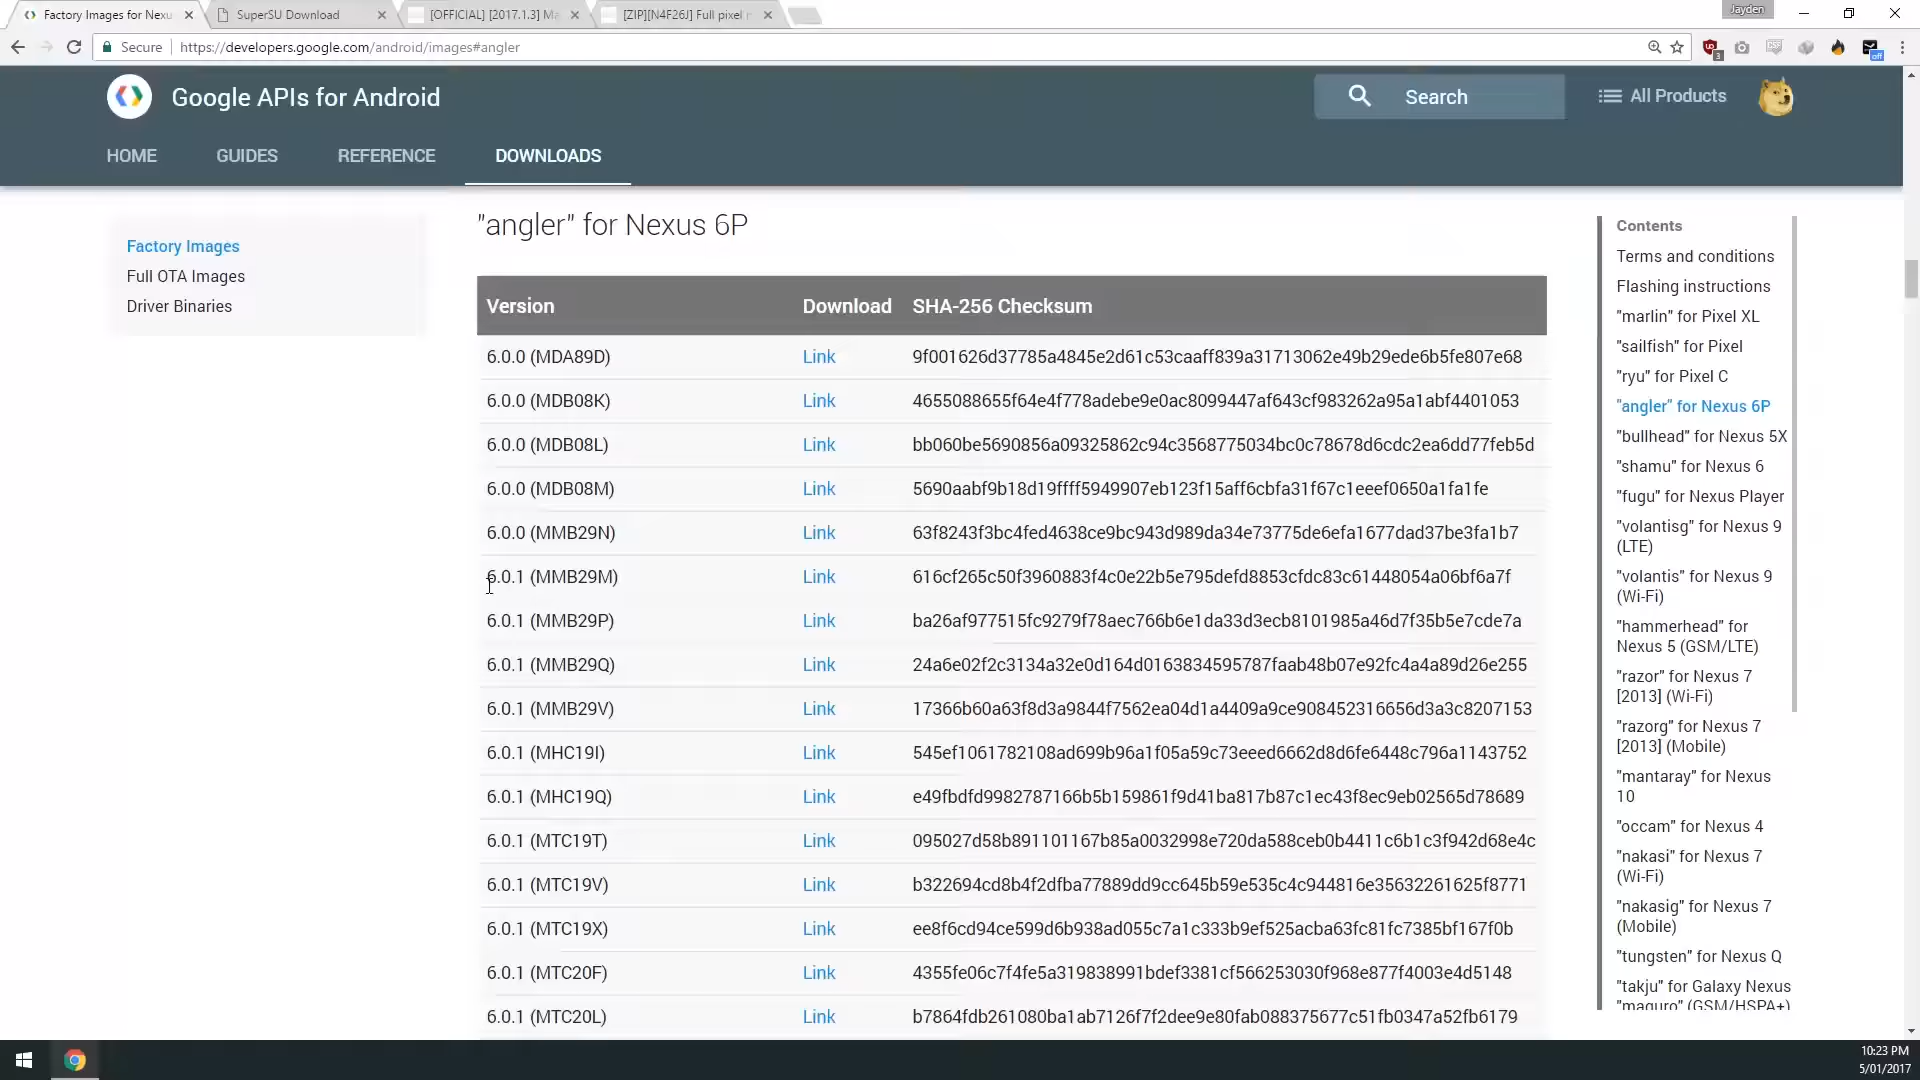 Factory Images for Nexu
SuperSU Download
[OFFICIAL] [2017.1.3] Ma
[ZIP][N4F26J] Full pixel
Jayden
Secure
https://developers.google.com/android/images#angler
3
off
Google APIs for Android
Search
All Products
HOME
GUIDES
REFERENCE
DOWNLOADS
Factory Images
Full OTA Images
Driver Binaries
"angler" for Nexus 6P
Version Download SHA-256 Checksum
6.0.0 (MDA89D) Link 9f001626d37785a4845e2d61c53caaff839a31713062e49b29ede6b5fe807e68
6.0.0 (MDB08K) Link 4655088655f64e4f778adebe9e0ac8099447af643cf983262a95a1abf4401053
6.0.0 (MDB08L) Link bb060be5690856a09325862c94c3568775034bc0c78678d6cdc2ea6dd77feb5d
6.0.0 (MDB08M) Link 5690aabf9b18d19ffff5949907eb123f15aff6cbfa31f67c1eeef0650a1fa1fe
6.0.0 (MMB29N) Link 63f8243f3bc4fed4638ce9bc943d989da34e73775de6efa1677dad37be3fa1b7
6.0.1 (MMB29M) Link 616cf265c50f3960883f4c0e22b5e795defd8853cfdc83c61448054a06bf6a7f
6.0.1 (MMB29P) Link ba26af977515fc9279f78aec766b6e1da33d3ecb8101985a46d7f35b5e7cde7a
6.0.1 (MMB29Q) Link 24a6e02f2c3134a32e0d164d0163834595787faab48b07e92fc4a4a89d26e255
6.0.1 (MMB29V) Link 17366b60a63f8d3a9844f7562ea04d1a4409a9ce908452316656d3a3c8207153
6.0.1 (MHC19I) Link 545ef1061782108ad699b96a1f05a59c73eeed6662d8d6fe6448c796a1143752
6.0.1 (MHC19Q) Link e49fbdfd9982787166b5b159861f9d41ba817b87c1ec43f8ec9eb02565d78689
6.0.1 (MTC19T) Link 095027d58b891101167b85a0032998e720da588ceb0b4411c6b1c3f942d68e4c
6.0.1 (MTC19V) Link b322694cd8b4f2dfba77889dd9cc645b59e535c4c944816e35632261625f8771
6.0.1 (MTC19X) Link ee8f6cd94ce599d6b938ad055c7a1c333b9ef525acba63fc81fc7385bf167f0b
6.0.1 (MTC20F) Link 4355fe06c7f4fe5a319838991bdef3381cf566253030f968e877f4003e4d5148
6.0.1 (MTC20L) Link b7864fdb261080ba1ab7126f7f2dee9e80fab088375677c51fb0347a52fb6179
Contents
Terms and conditions
Flashing instructions
"marlin" for Pixel XL
"sailfish" for Pixel
"ryu" for Pixel C
"angler" for Nexus 6P
"bullhead" for Nexus 5X
"shamu" for Nexus 6
"fugu" for Nexus Player
"volantisg" for Nexus 9
(LTE)
"volantis" for Nexus 9
(Wi-Fi)
"hammerhead" for
Nexus 5 (GSM/LTE)
"razor" for Nexus 7
[2013] (Wi-Fi)
"razorg" for Nexus 7
[2013] (Mobile)
"mantaray" for Nexus
10
"occam" for Nexus 4
"nakasi" for Nexus 7
(Wi-Fi)
"nakasig" for Nexus 7
(Mobile)
"tungsten" for Nexus Q
"takju" for Galaxy Nexus
"maguro" (GSM/HSPA+)
10:23 PM
5/01/2017